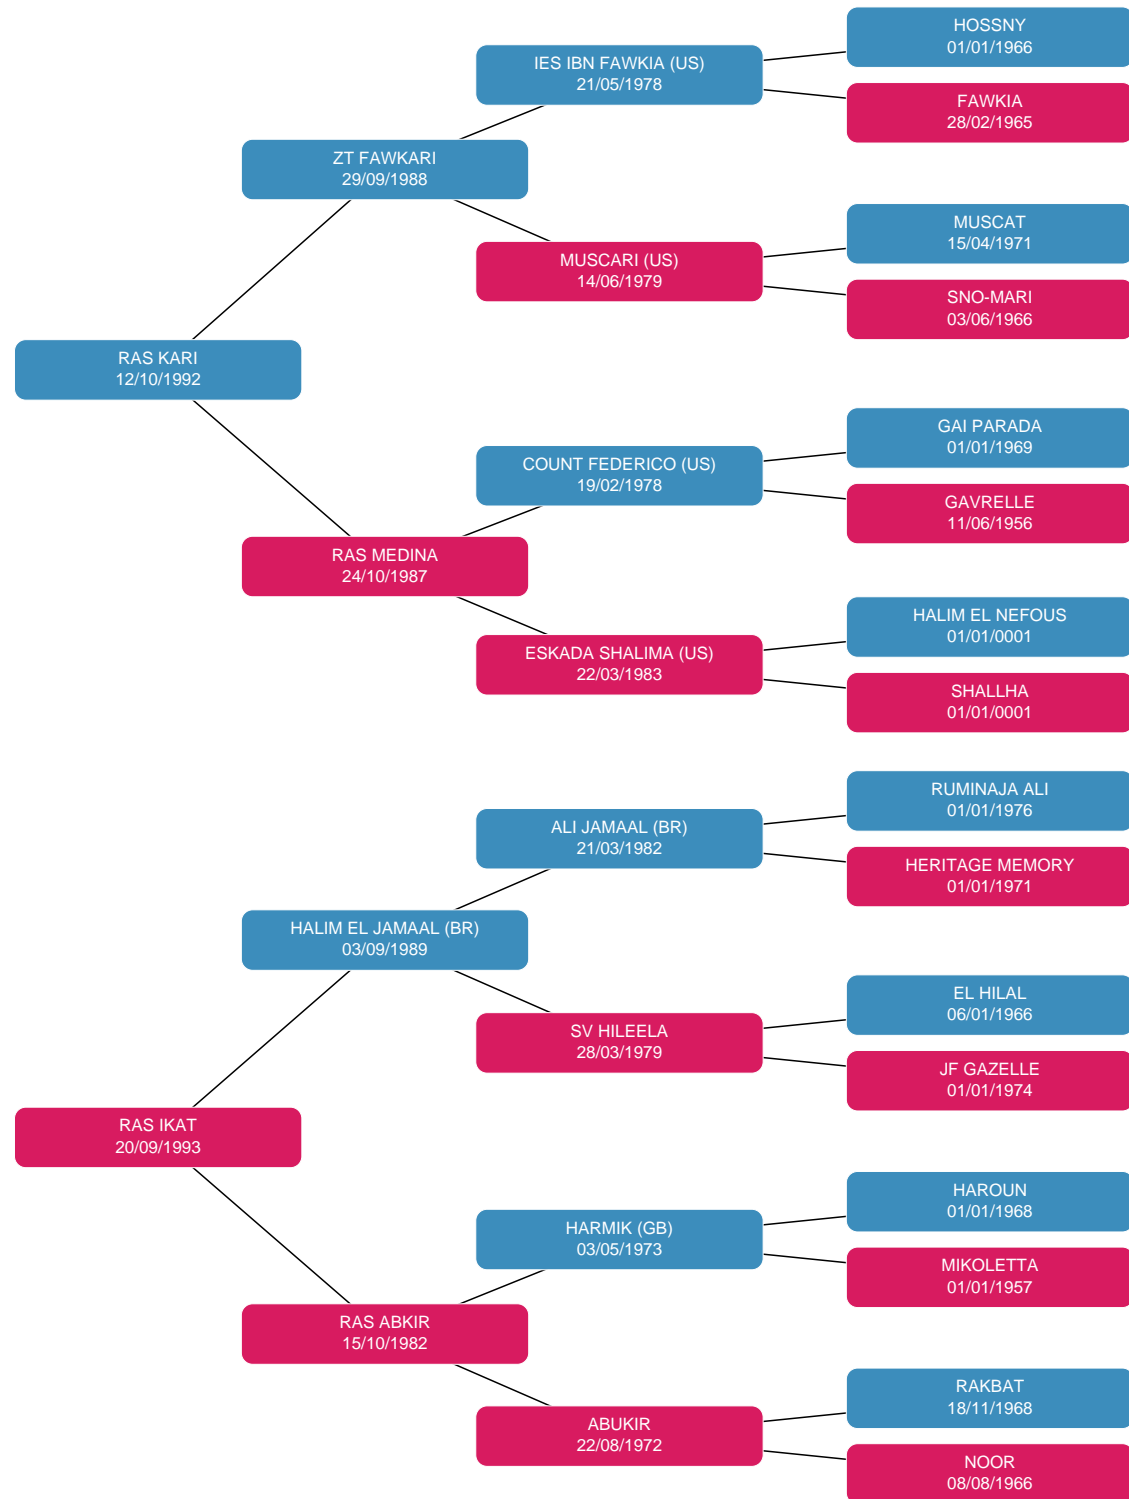 HOSSNY
01/01/1966
IES IBN FAWKIA (US)
21/05/1978
FAWKIA
28/02/1965
ZT FAWKARI
29/09/1988
MUSCAT
15/04/1971
MUSCARI (US)
14/06/1979
SNO-MARI
03/06/1966
RAS KARI
12/10/1992
GAI PARADA
01/01/1969
COUNT FEDERICO (US)
19/02/1978
GAVRELLE
11/06/1956
RAS MEDINA
24/10/1987
HALIM EL NEFOUS
01/01/0001
ESKADA SHALIMA (US)
22/03/1983
SHALLHA
01/01/0001
RUMINAJA ALI
01/01/1976
ALI JAMAAL (BR)
21/03/1982
HERITAGE MEMORY
01/01/1971
HALIM EL JAMAAL (BR)
03/09/1989
EL HILAL
06/01/1966
SV HILEELA
28/03/1979
JF GAZELLE
01/01/1974
RAS IKAT
20/09/1993
HAROUN
01/01/1968
HARMIK (GB)
03/05/1973
MIKOLETTA
01/01/1957
RAS ABKIR
15/10/1982
RAKBAT
18/11/1968
ABUKIR
22/08/1972
NOOR
08/08/1966